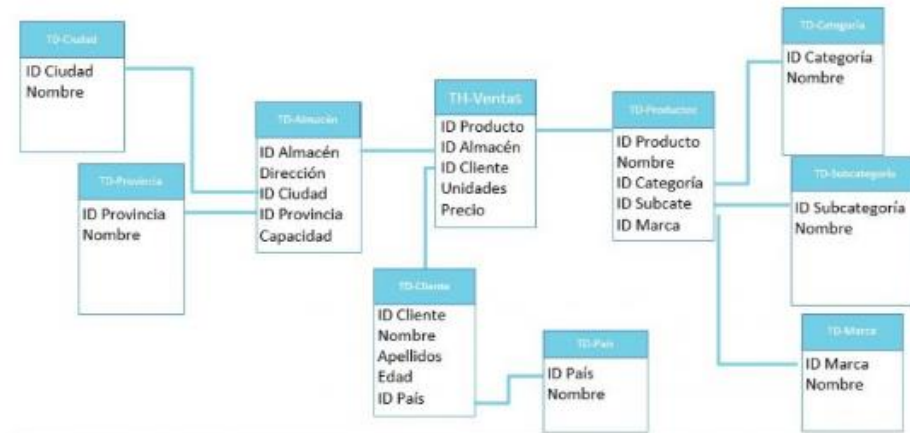 TD-Ciudad
ID Ciudad
Nombre
TD-Provincia
ID Provincia
Nombre
TD-Almacén
ID Almacén
Dirección
ID Ciudad
ID Provincia
Capacidad
TH-Ventas
ID Producto
ID Almacén
ID Cliente
Unidades
Precio
TD-Cliente
ID Cliente
Nombre
Apellidos
Edad
ID País
TD-País
ID País
Nombre
TD-Productos
ID Producto
Nombre
ID Categoría
ID Subcate
ID Marca
TD-Categoría
ID Categoría
Nombre
TD-Subcategoría
ID Subcategoría
Nombre
TD-Marca
ID Marca
Nombre